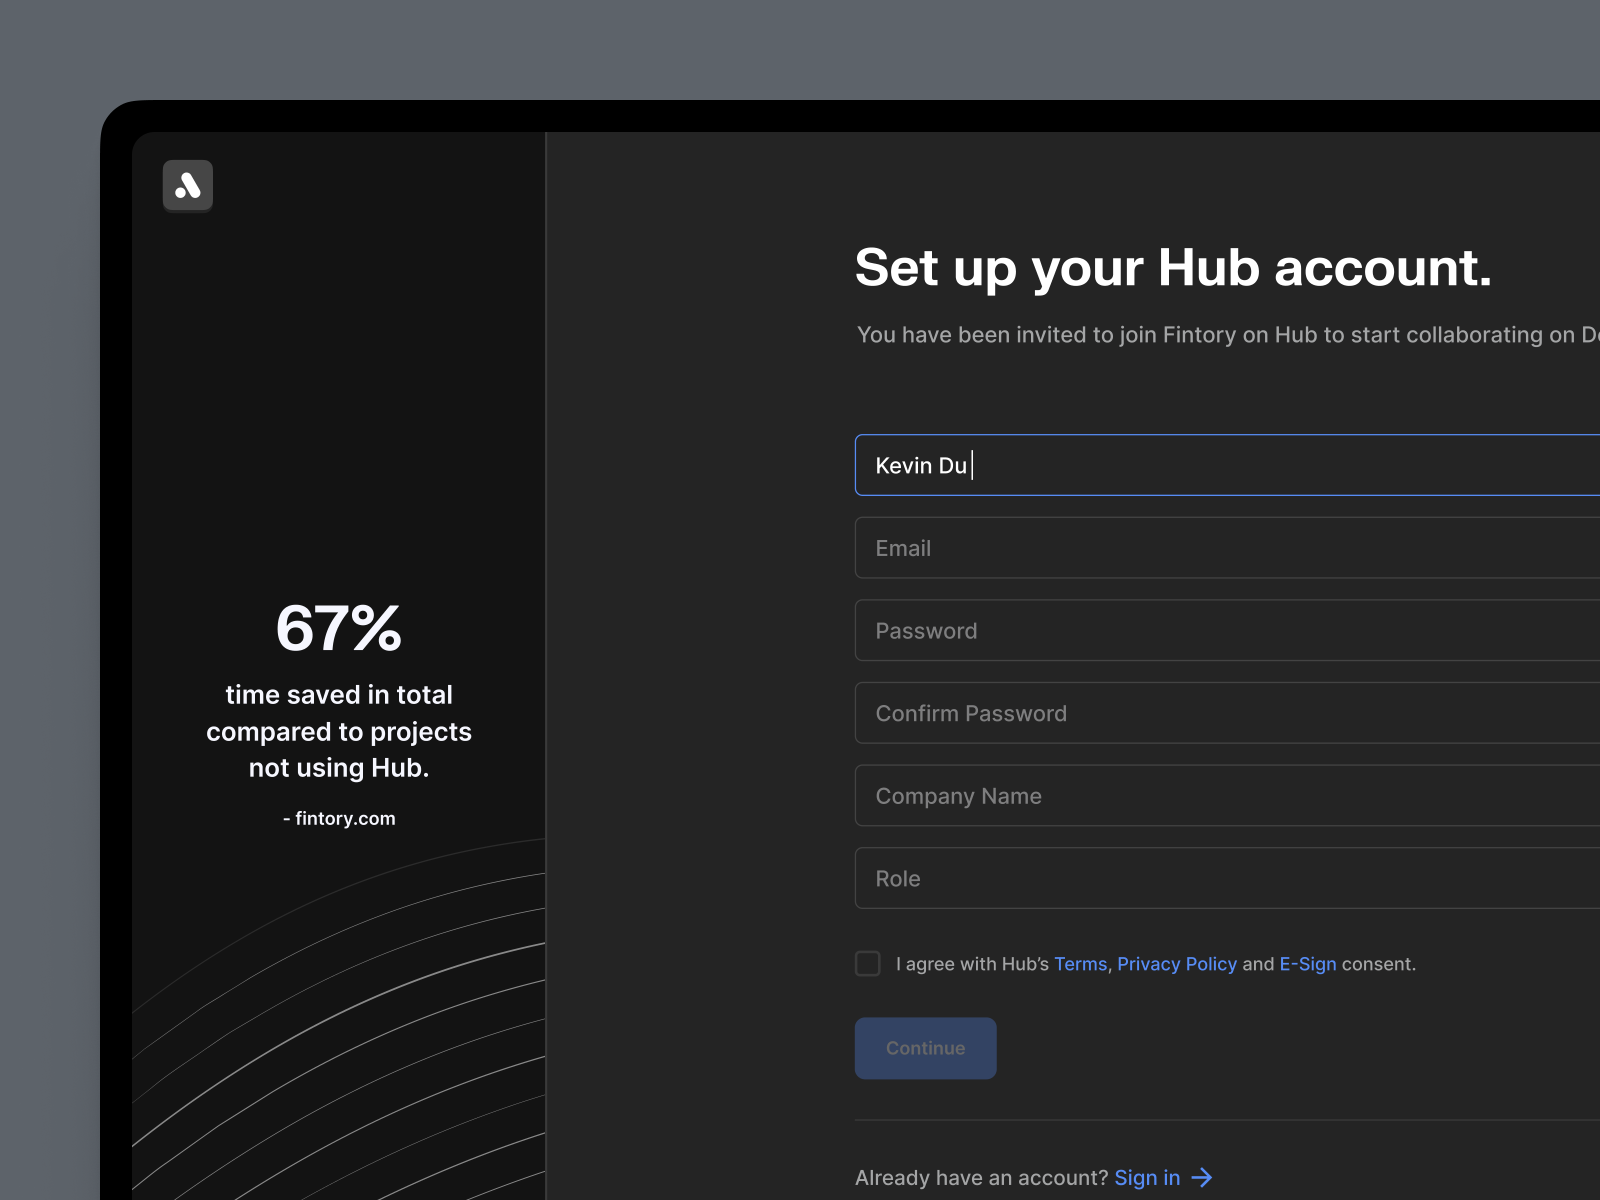 67%
time saved in total
compared to projects
not using Hub.
- fintory.com
Set up your Hub account.
You have been invited to join Fintory on Hub to start collaborating on
Kevin Du
Email
Password
Confirm Password
Company Name
Role
I agree with Hub’s Terms, Privacy Policy and E-Sign consent.
Continue
Already have an account? Sign in →